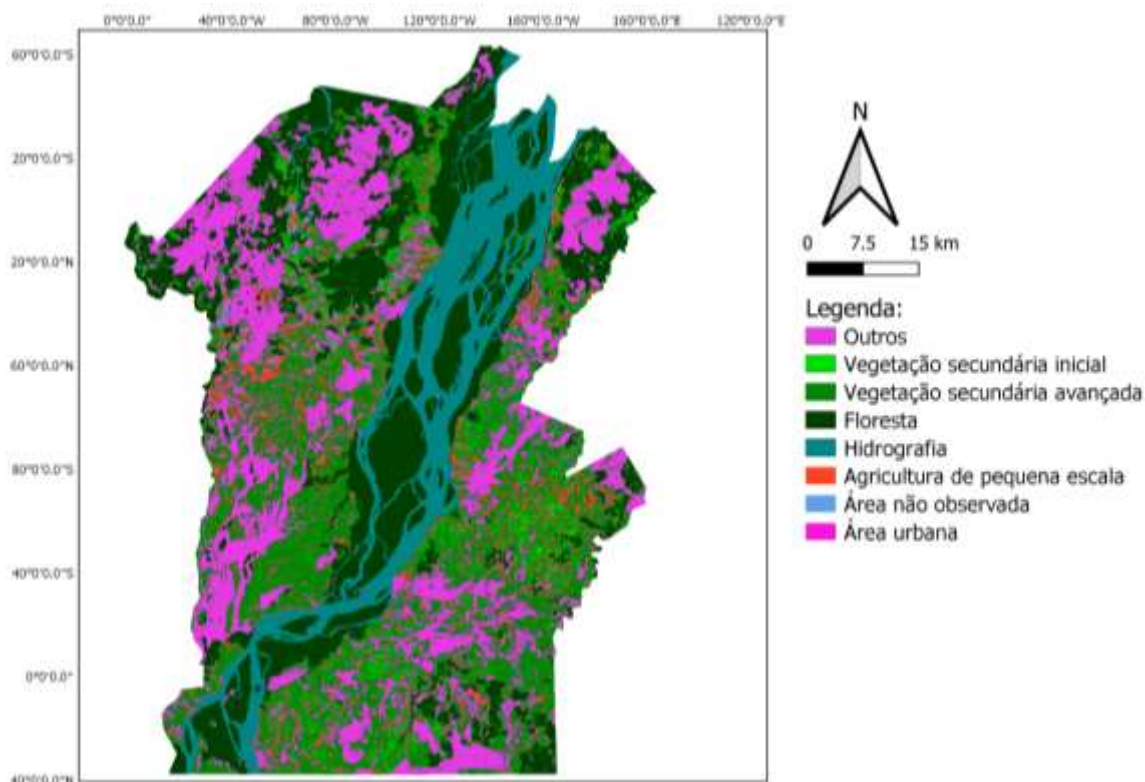 0°0'0.0" 40°0'0.0"W 80°0'0.0"W 120°0'0.0"W 160°0'0.0"W 160°0'0.0"E 120°0'0.0"E
60°0'0.0"S
20°0'0.0"S
20°0'0.0"N
60°0'0.0"N
80°0'0.0"S
40°0'0.0"S
0°0'0.0"
40°0'0.0"N
N
0 7.5 15 km
Legenda:
Outros
Vegetação secundária inicial
Vegetação secundária avançada
Floresta
Hidrografia
Agricultura de pequena escala
Área não observada
Área urbana